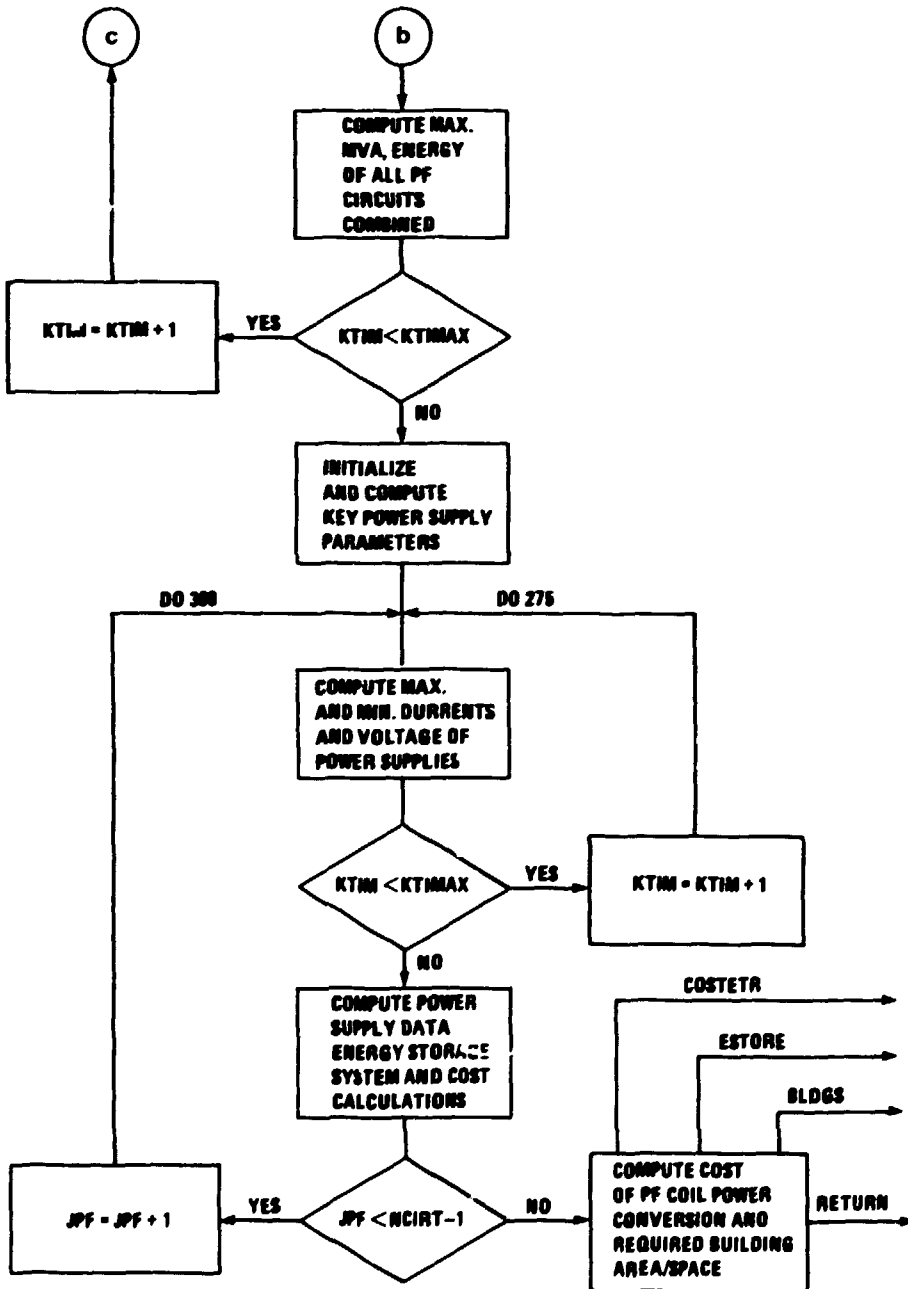 c
b
COMPUTE MAX.
MVA, ENERGY
OF ALL PF
CIRCUITS
COMBINED
KTIM = KTIM + 1
YES
KTIM < KTIMAX
NO
INITIALIZE
AND COMPUTE
KEY POWER SUPPLY
PARAMETERS
DO 300
DO 275
COMPUTE MAX.
AND MIN. DURRENTS
AND VOLTAGE OF
POWER SUPPLIES
KTIM < KTIMAX
YES
KTIM = KTIM + 1
NO
COMPUTE POWER
SUPPLY DATA
ENERGY STORAGE
SYSTEM AND COST
CALCULATIONS
COSTETR
ESTORE
BLDGS
JPF = JPF + 1
YES
JPF < NCIRT-1
NO
COMPUTE COST
OF PF COIL POWER
CONVERSION AND
REQUIRED BUILDING
AREA/SPACE
RETURN